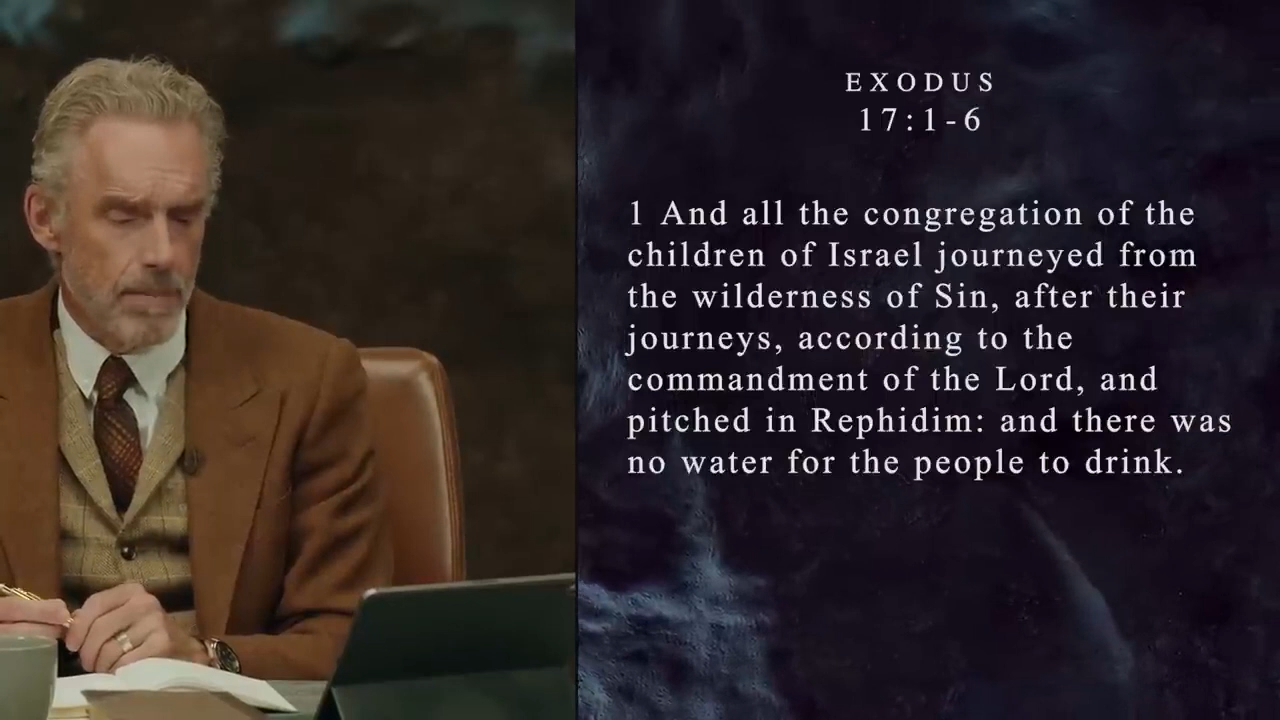 EXODUS
17:1-6
1 And all the congregation of the
children of Israel journeyed from
the wilderness of Sin, after their
journeys, according to the
commandment of the Lord, and
pitched in Rephidim: and there was
no water for the people to drink.